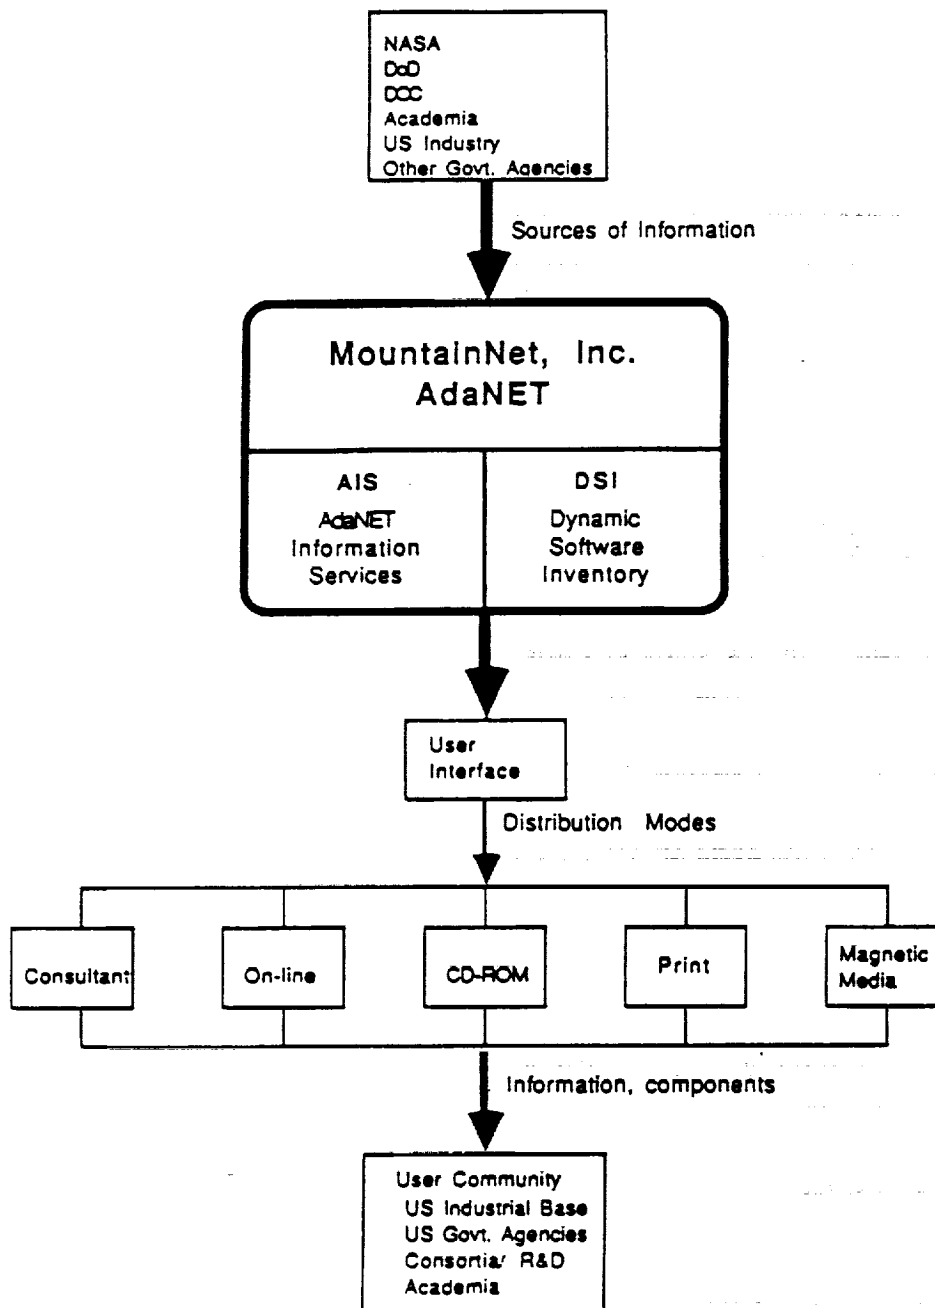 NASA
DoD
DOC
Academia
US Industry
Other Govt. Agencies
Sources of Information
MountainNet, Inc.
AdaNET
AIS
AdaNET
Information
Services
DSI
Dynamic
Software
Inventory
User
Interface
Distribution Modes
Consultant
On-line
CD-ROM
Print
Magnetic
Media
Information, components
User Community
US Industrial Base
US Govt. Agencies
Consortia/ R&D
Academia